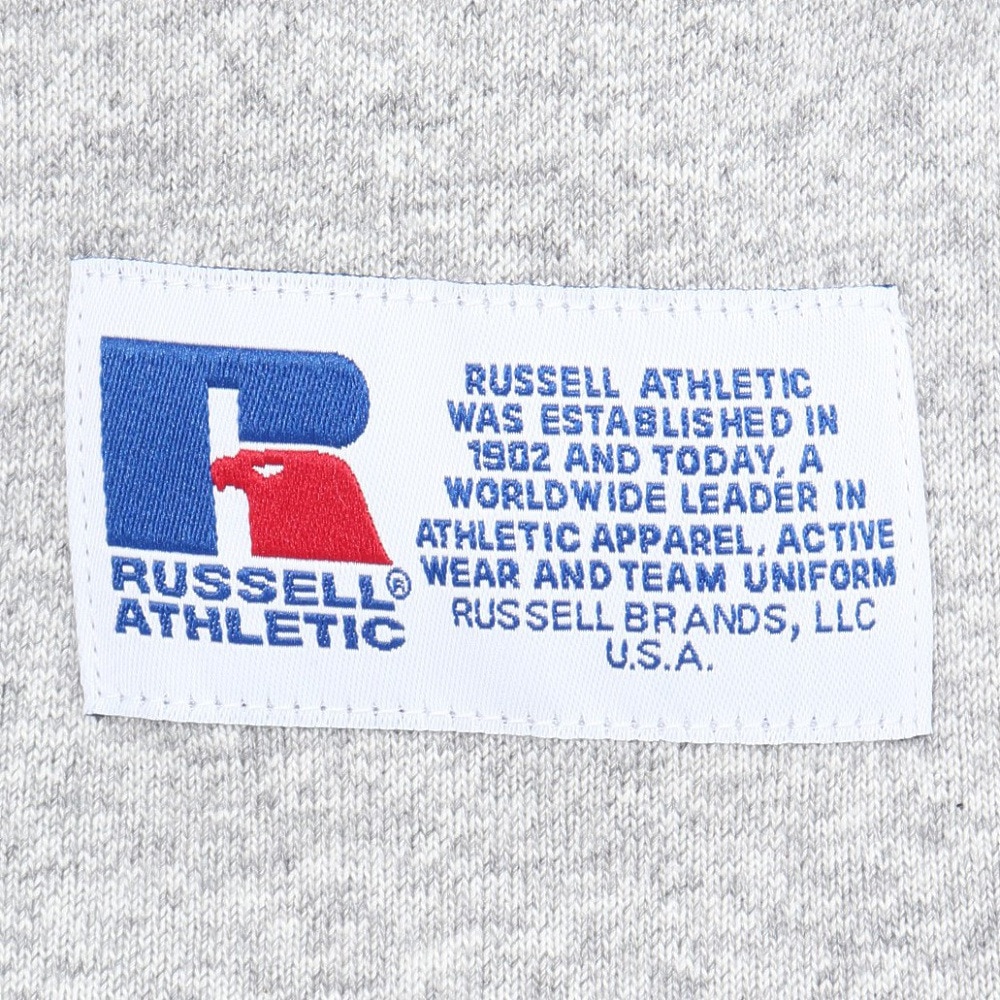 RUSSELL®
ATHLETIC
RUSSELL ATHLETIC
WAS ESTABLISHED IN
1902 AND TODAY, A
WORLDWIDE LEADER IN
ATHLETIC APPAREL, ACTIVE
WEAR AND TEAM UNIFORM
RUSSELL BRANDS, LLC
U.S.A.